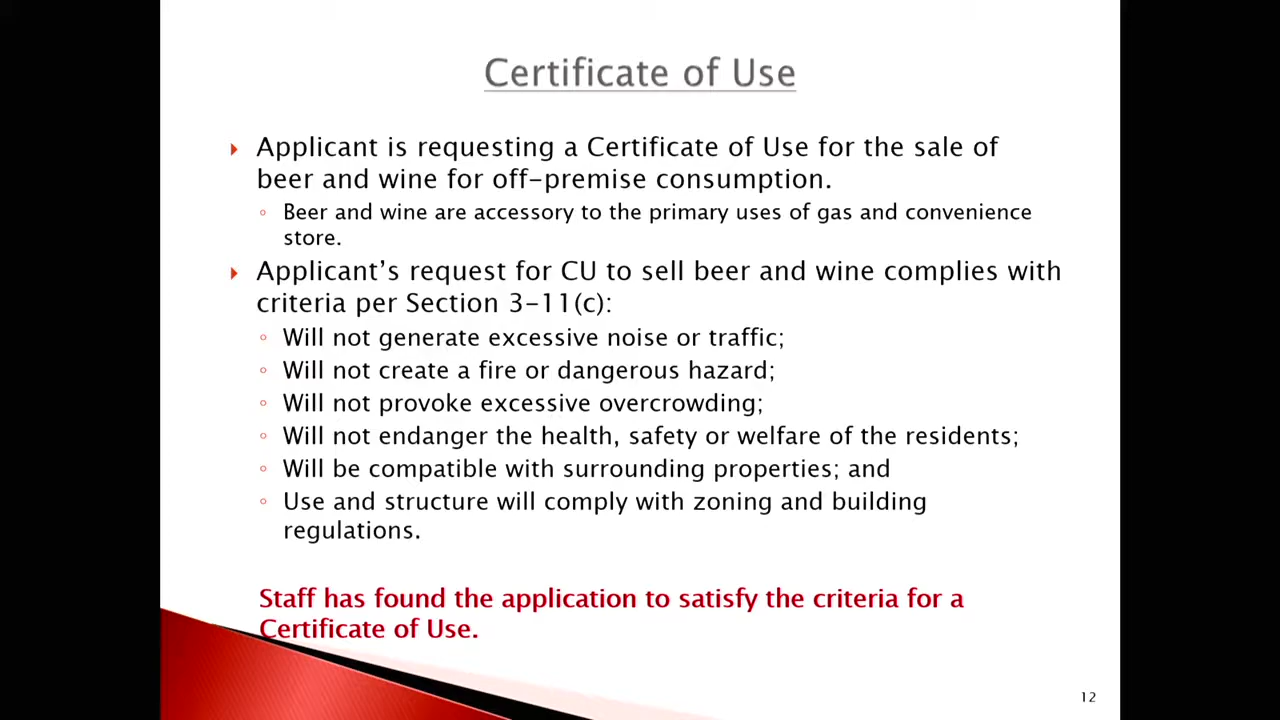 Certificate of Use
Applicant is requesting a Certificate of Use for the sale of
beer and wine for off-premise consumption.
Beer and wine are accessory to the primary uses of gas and convenience
store.
Applicant’s request for CU to sell beer and wine complies with
criteria per Section 3-11(c):
Will not generate excessive noise or traffic;
Will not create a fire or dangerous hazard;
Will not provoke excessive overcrowding;
Will not endanger the health, safety or welfare of the residents;
Will be compatible with surrounding properties; and
Use and structure will comply with zoning and building
regulations.
Staff has found the application to satisfy the criteria for a
Certificate of Use.
12